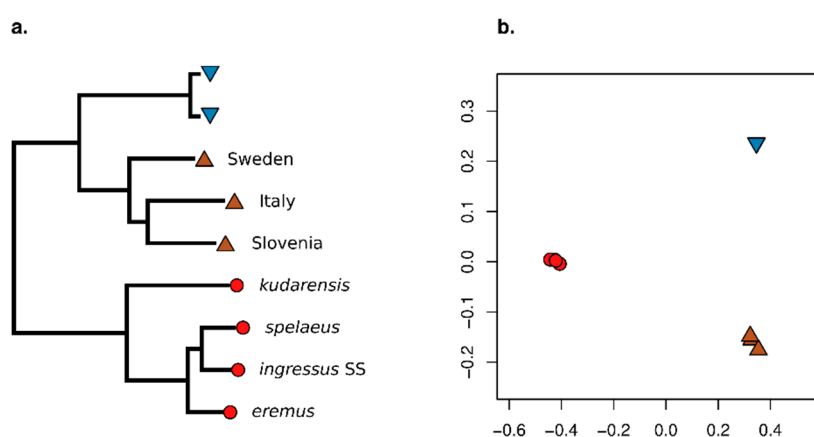 a.
Sweden
Italy
Slovenia
kudarensis
spelaeus
ingressus SS
eremus
b.
0.3
0.2
0.1
0.0
−0.1
−0.2
−0.6 −0.4 −0.2 0.0 0.2 0.4